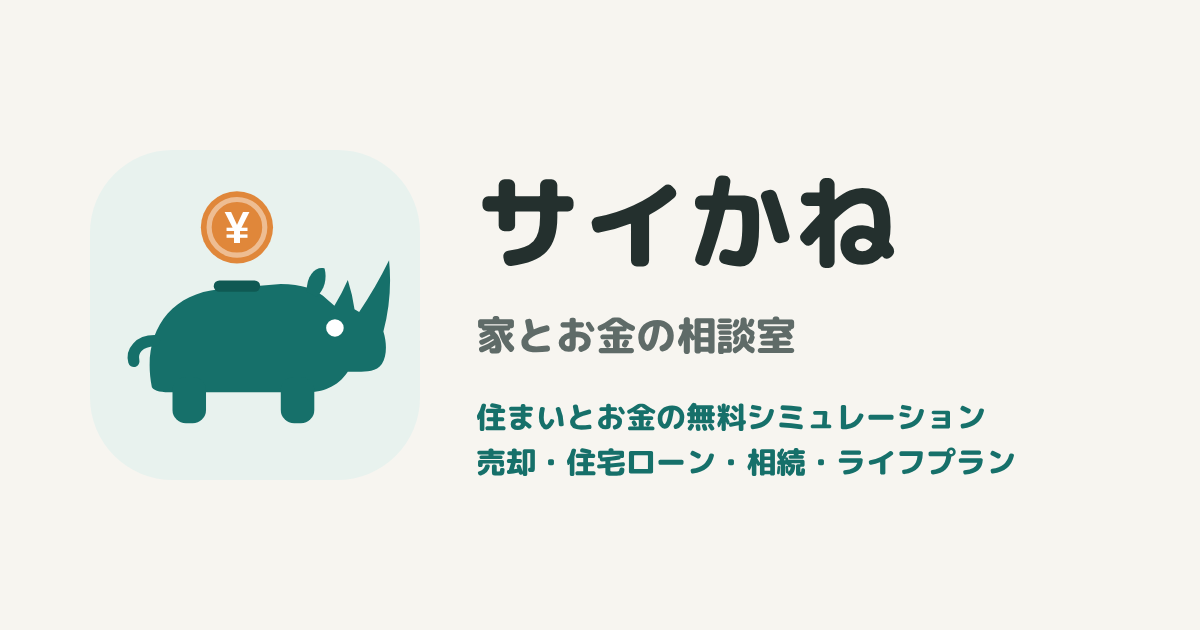 ¥
サイかね
家とお金の相談室
住まいとお金の無料シミュレーション
売却・住宅ローン・相続・ライフプラン